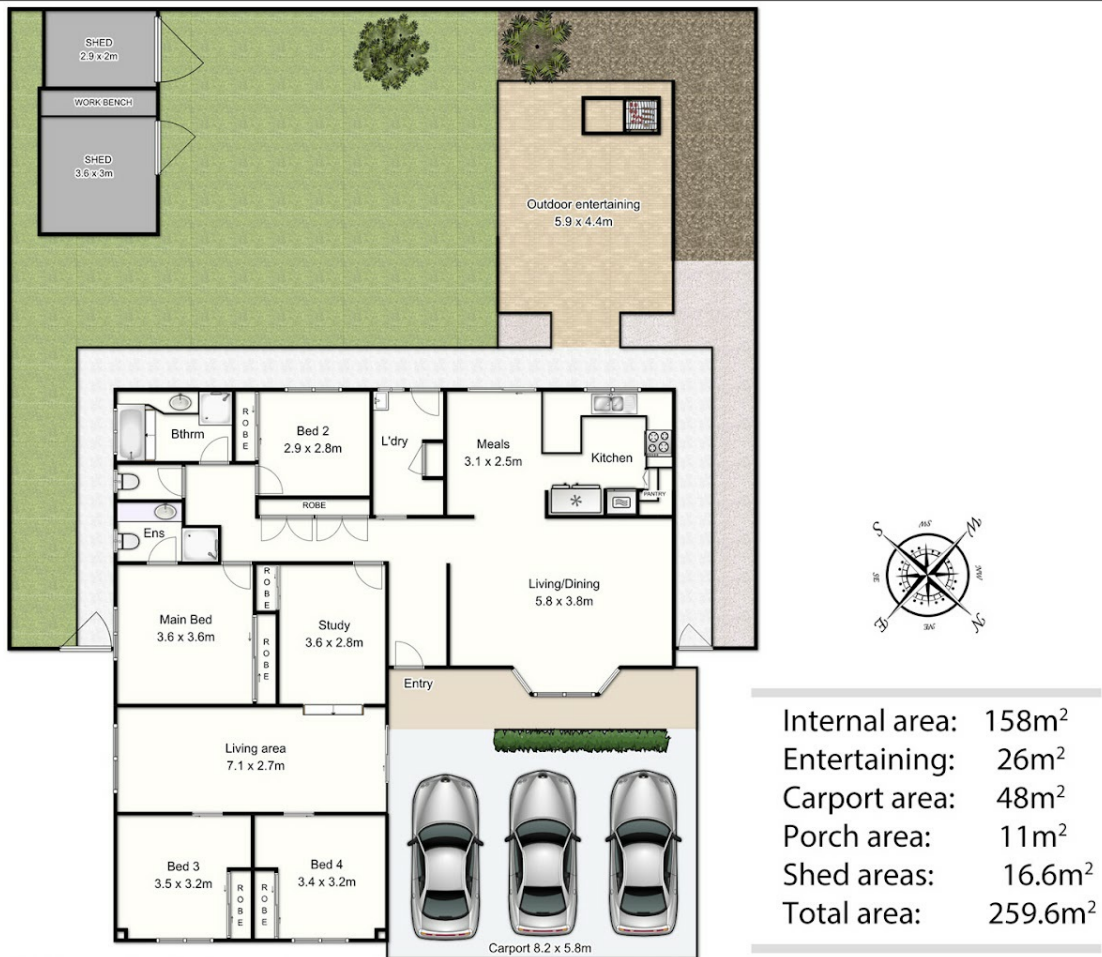 SHED
2.9 x 2m
WORK BENCH
SHED
3.6 x 3m
Outdoor entertaining
5.9 x 4.4m
Bthrm
ROBE
Bed 2
2.9 x 2.8m
L'dry
Meals
3.1 x 2.5m
Kitchen
PANTRY
ROBE
Ens
Living/Dining
5.8 x 3.8m
ROBE
Main Bed
3.6 x 3.6m
ROBE
Study
3.6 x 2.8m
Entry
Living area
7.1 x 2.7m
Bed 3
3.5 x 3.2m
ROBE
ROBE
Bed 4
3.4 x 3.2m
Carport 8.2 x 5.8m
S
SW
W
SE
NW
E
NE
N
Internal area: 158m²
Entertaining: 26m²
Carport area: 48m²
Porch area: 11m²
Shed areas: 16.6m²
Total area: 259.6m²